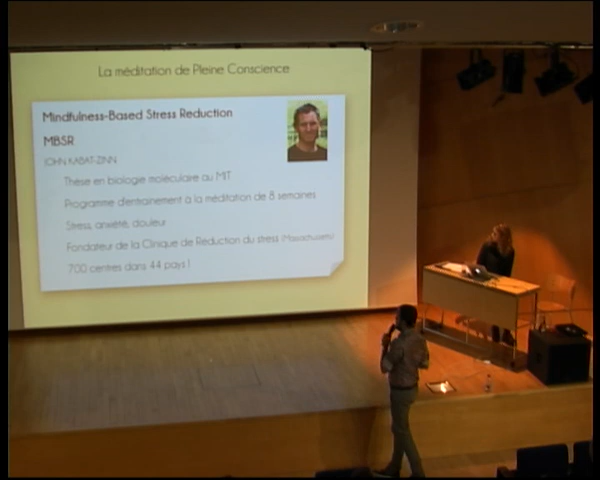 La méditation de Pleine Conscience
Mindfulness-Based Stress Reduction
MBSR
JOHN KABAT-ZINN
Thèse en biologie moléculaire au MIT
Programme d'entrainement à la méditation de 8 semaines
Stress, anxiété, douleur
Fondateur de la Clinique de Réduction du stress (Massachussets)
700 centres dans 44 pays !